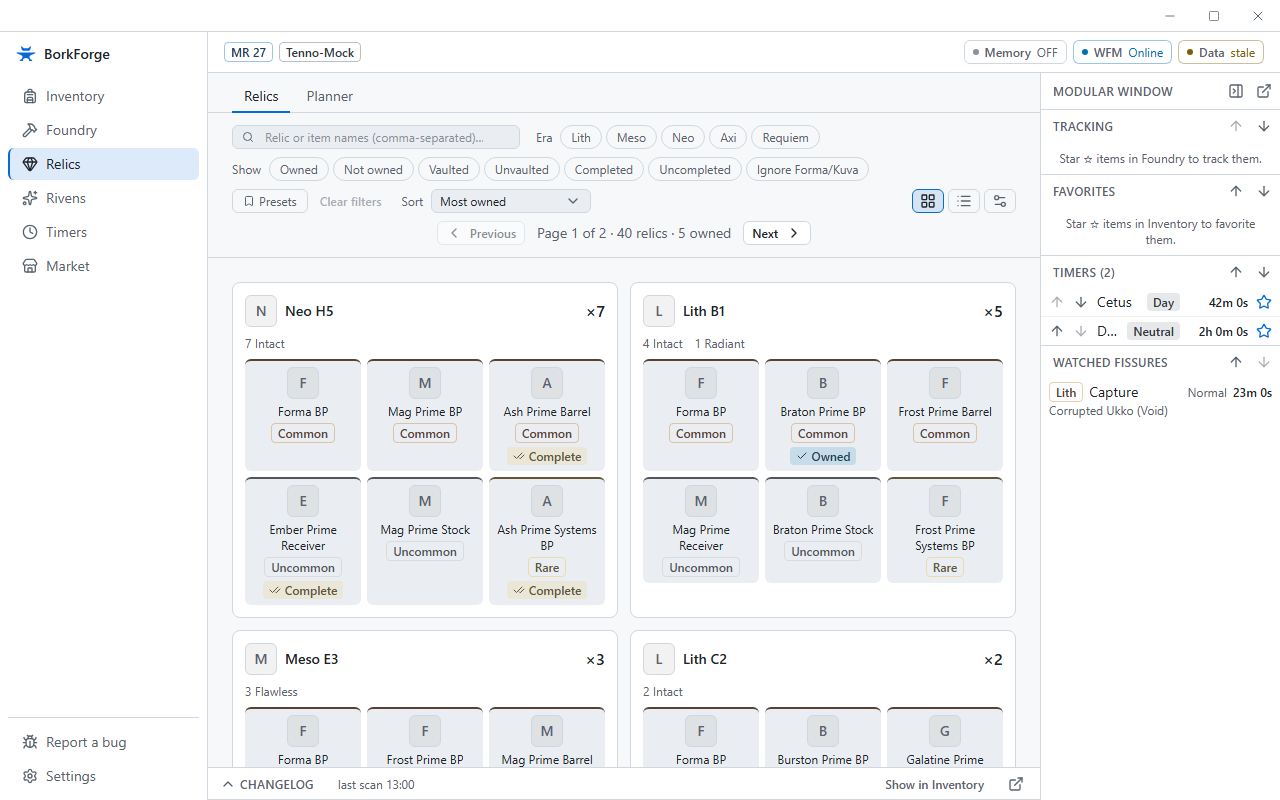 BorkForge
MR 27
Tenno-Mock
Memory OFF
WFM Online
Data stale
Inventory
Foundry
Relics
Rivens
Timers
Market
Report a bug
Settings
Relics
Planner
Relic or item names (comma-separated)...
Era
Lith
Meso
Neo
Axi
Requiem
Show
Owned
Not owned
Vaulted
Unvaulted
Completed
Uncompleted
Ignore Forma/Kuva
Presets
Clear filters
Sort
Most owned
Previous
Page 1 of 2 · 40 relics · 5 owned
Next
N
Neo H5
×7
7 Intact
F
Forma BP
Common
M
Mag Prime BP
Common
A
Ash Prime Barrel
Common
Complete
E
Ember Prime
Receiver
Uncommon
Complete
M
Mag Prime Stock
Uncommon
A
Ash Prime Systems
BP
Rare
Complete
L
Lith B1
×5
4 Intact
1 Radiant
F
Forma BP
Common
B
Braton Prime BP
Common
Owned
F
Frost Prime Barrel
Common
M
Mag Prime
Receiver
Uncommon
B
Braton Prime Stock
Uncommon
F
Frost Prime
Systems BP
Rare
M
Meso E3
×3
3 Flawless
F
Forma BP
F
Frost Prime BP
M
Mag Prime Barrel
L
Lith C2
×2
2 Intact
F
Forma BP
B
Burston Prime BP
G
Galatine Prime
CHANGELOG
last scan 13:00
Show in Inventory
MODULAR WINDOW
TRACKING
Star ☆ items in Foundry to track them.
FAVORITES
Star ☆ items in Inventory to favorite
them.
TIMERS (2)
Cetus
Day
42m 0s
D...
Neutral
2h 0m 0s
WATCHED FISSURES
Lith
Capture
Normal
23m 0s
Corrupted Ukko (Void)